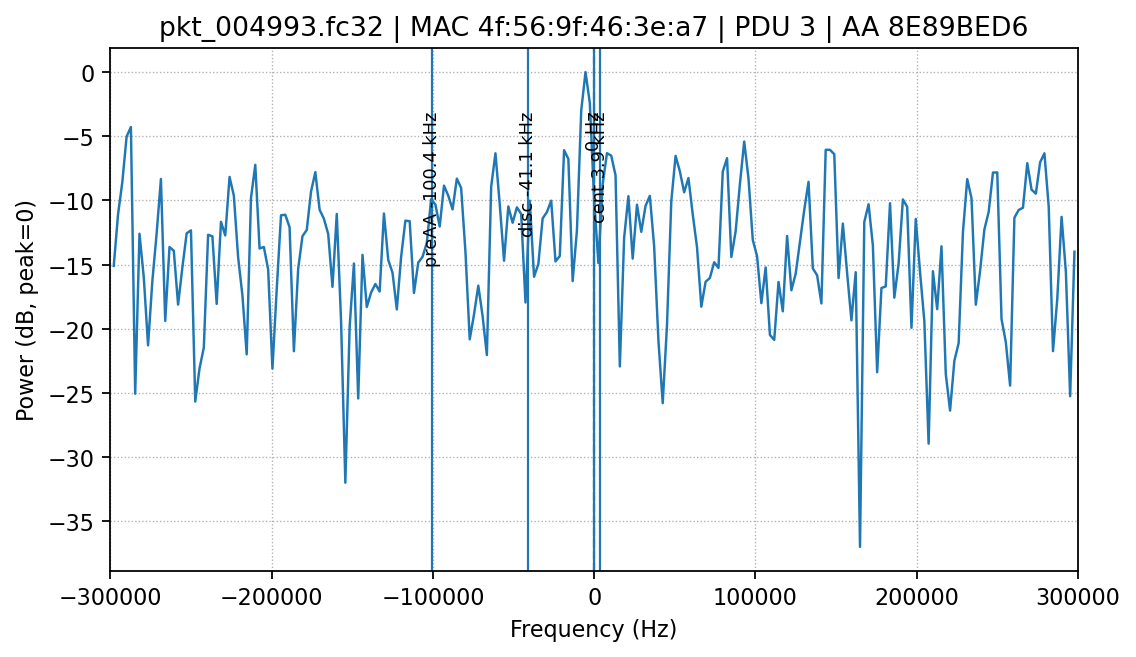 pkt_004993.fc32 | MAC 4f:56:9f:46:3e:a7 | PDU 3 | AA 8E89BED6
Power (dB, peak=0)
0
−5
−10
−15
−20
−25
−30
−35
preAA -100.4 kHz
disc -41.1 kHz
0 Hz
cent 3.9 kHz
−300000
−200000
−100000
0
100000
200000
300000
Frequency (Hz)